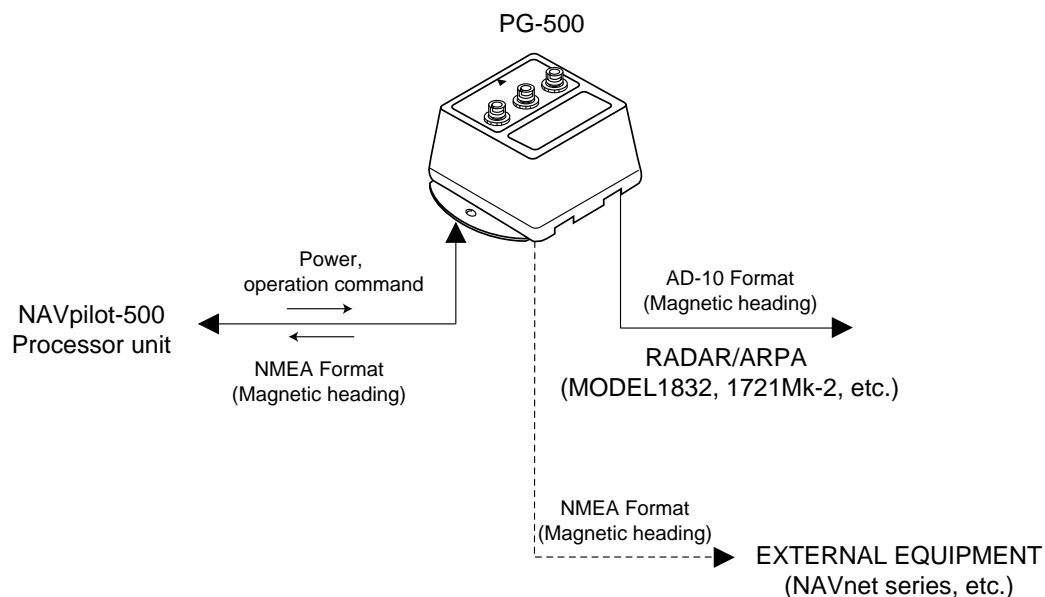 PG-500
Power,
operation command
NAVpilot-500
Processor unit
NMEA Format
(Magnetic heading)
AD-10 Format
(Magnetic heading)
RADAR/ARPA
(MODEL1832, 1721Mk-2, etc.)
NMEA Format
(Magnetic heading)
EXTERNAL EQUIPMENT
(NAVnet series, etc.)